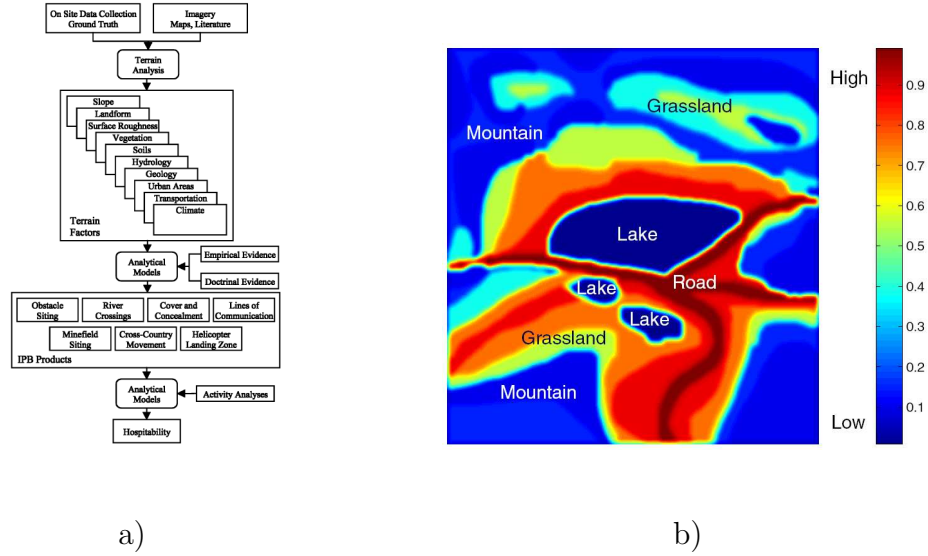 On Site Data Collection
Ground Truth
Imagery
Maps, Literature
Terrain
Analysis
Slope
Landform
Surface Roughness
Vegetation
Soils
Hydrology
Geology
Urban Areas
Transportation
Climate
Terrain
Factors
Analytical
Models
Empirical Evidence
Doctrinal Evidence
Obstacle
Siting
River
Crossings
Cover and
Concealment
Lines of
Communication
Minefield
Siting
Cross-Country
Movement
Helicopter
Landing Zone
IPB Products
Analytical
Models
Activity Analyses
Hospitability
a)
Mountain
Grassland
Lake
Road
Lake
Lake
Grassland
Mountain
High
Low
0.9
0.8
0.7
0.6
0.5
0.4
0.3
0.2
0.1
b)